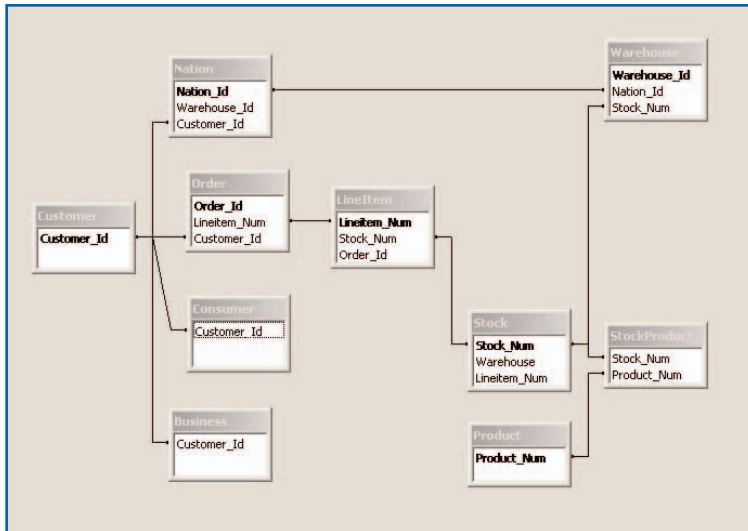 Nation
Nation_Id
Warehouse_Id
Customer_Id
Warehouse
Warehouse_Id
Nation_Id
Stock_Num
Order
Order_Id
Lineitem_Num
Customer_Id
LineItem
Lineitem_Num
Stock_Num
Order_Id
Customer
Customer_Id
Consumer
Customer_Id
Stock
Stock_Num
Warehouse
Lineitem_Num
StockProduct
Stock_Num
Product_Num
Business
Customer_Id
Product
Product_Num